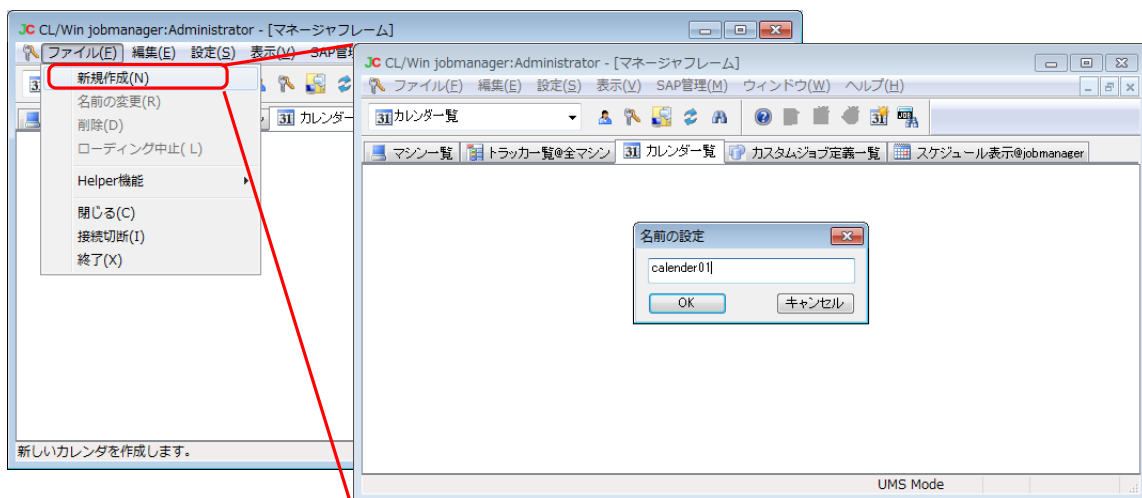 JC CL/Win jobmanager:Administrator - [マネージャフレーム]
ファイル(F) 編集(E) 設定(S) 表示(V) SAP管
新規作成(N)
名前の変更(R)
削除(D)
ローディング中止( L)
Helper機能
閉じる(C)
接続切断(I)
終了(X)
31 カレンダー
新しいカレンダを作成します。
JC CL/Win jobmanager:Administrator - [マネージャフレーム]
ファイル(F) 編集(E) 設定(S) 表示(V) SAP管理(M) ウィンドウ(W) ヘルプ(H)
31 カレンダー覧
マシン一覧 トラッカー覧@全マシン 31 カレンダー覧 カスタムジョブ定義一覧 スケジュール表示@jobmanager
名前の設定
calender01
OK キャンセル
UMS Mode